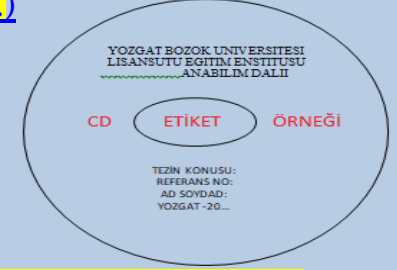 )
YOZGAT BOZOK UNIVERSITESI
LISANSUTU EGITIM ENSTITUSU
....................ANABILIM DALII
CD ETİKET ÖRNEĞİ
TEZİN KONUSU:
REFERANS NO:
AD SOYDAD:
YOZGAT -20...